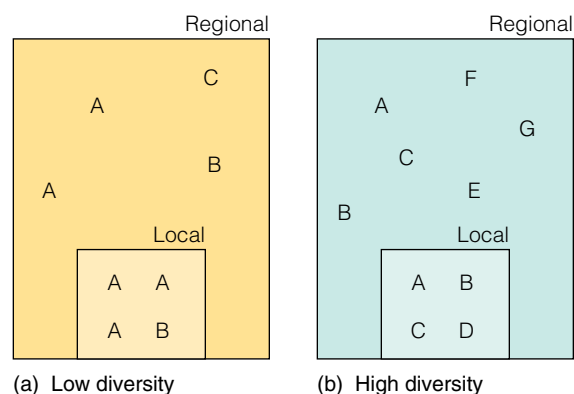 Regional
C
A
B
A
Local
A A
A B
(a) Low diversity
Regional
F
A
G
C
E
B
Local
A B
C D
(b) High diversity